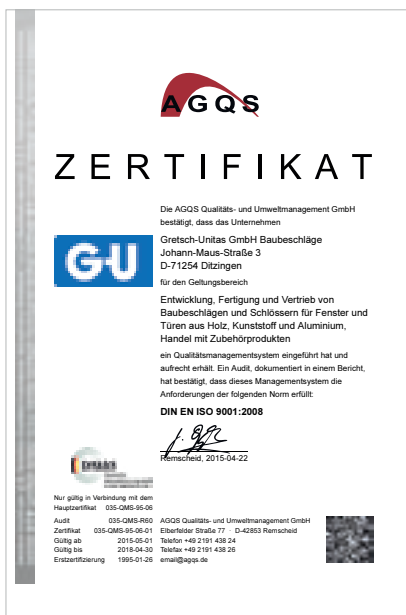 AGQS
ZERTIFIKAT
Die AGQS Qualitäts- und Umweltmanagement GmbH
bestätigt, dass das Unternehmen
G-U
Gretsch-Unitas GmbH Baubeschläge
Johann-Maus-Straße 3
D-71254 Ditzingen
für den Geltungsbereich
Entwicklung, Fertigung und Vertrieb von
Baubeschlägen und Schlössern für Fenster und
Türen aus Holz, Kunststoff und Aluminium,
Handel mit Zubehörprodukten
ein Qualitätsmanagementsystem eingeführt hat und
aufrecht erhält. Ein Audit, dokumentiert in einem Bericht,
hat bestätigt, dass dieses Managementsystem die
Anforderungen der folgenden Norm erfüllt:
DIN EN ISO 9001:2008
Remscheid, 2015-04-22
Nur gültig in Verbindung mit dem
Hauptzertifikat 035-QMS-95-06
Audit 035-QMS-R60
Zertifikat 035-QMS-95-06-01
Gültig ab 2015-05-01
Gültig bis 2018-04-30
Erstzertifizierung 1995-01-26
AGQS Qualitäts- und Umweltmanagement GmbH
Elberfelder Straße 77 · D-42853 Remscheid
Telefon +49 2191 438 24
Telefax +49 2191 438 26
email@agqs.de